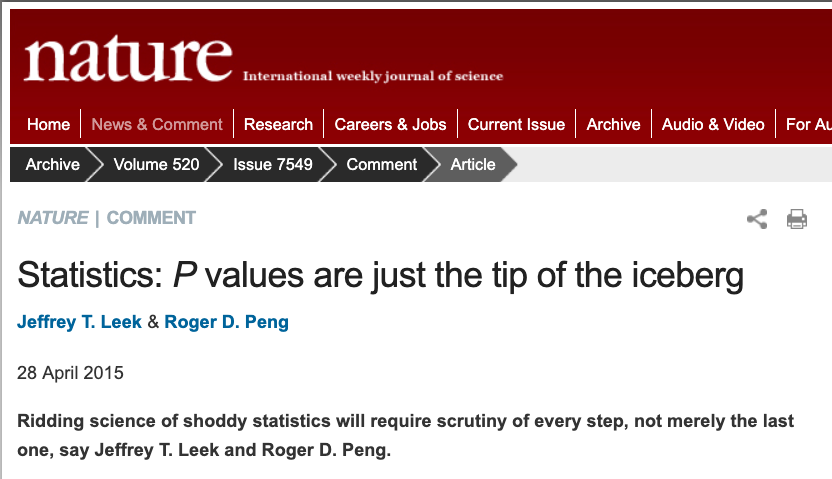 nature International weekly journal of science
Home News & Comment Research Careers & Jobs Current Issue Archive Audio & Video For Au
Archive Volume 520 Issue 7549 Comment Article
NATURE | COMMENT
Statistics: P values are just the tip of the iceberg
Jeffrey T. Leek & Roger D. Peng
28 April 2015
Ridding science of shoddy statistics will require scrutiny of every step, not merely the last
one, say Jeffrey T. Leek and Roger D. Peng.